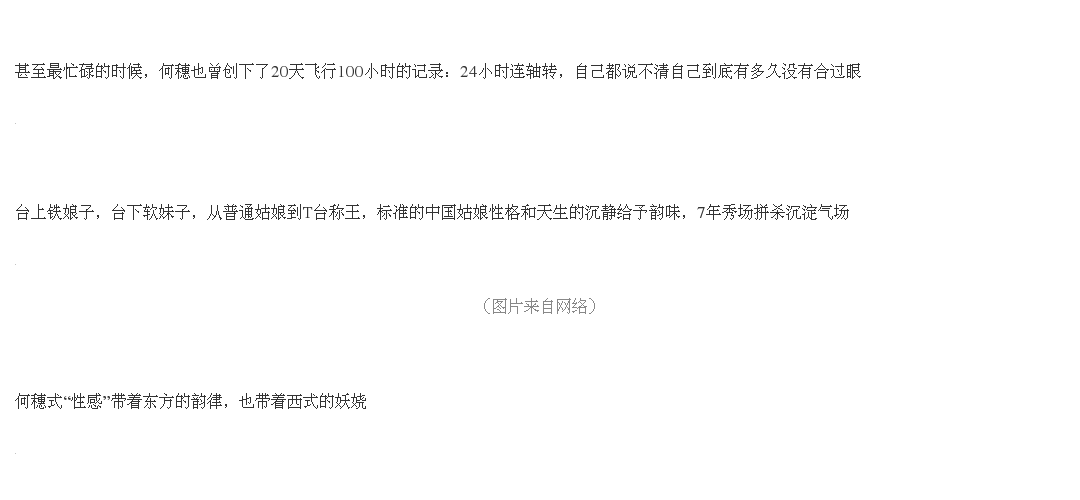 甚至最忙碌的时候，何穗也曾创下了20天飞行100小时的记录：24小时连轴转，自己都说不清自己到底有多久没有合过眼
台上铁娘子，台下软妹子，从普通姑娘到T台称王，标准的中国姑娘性格和天生的沉静给予韵味，7年秀场拼杀沉淀气场
（图片来自网络）
何穗式“性感”带着东方的韵律，也带着西式的妖娆